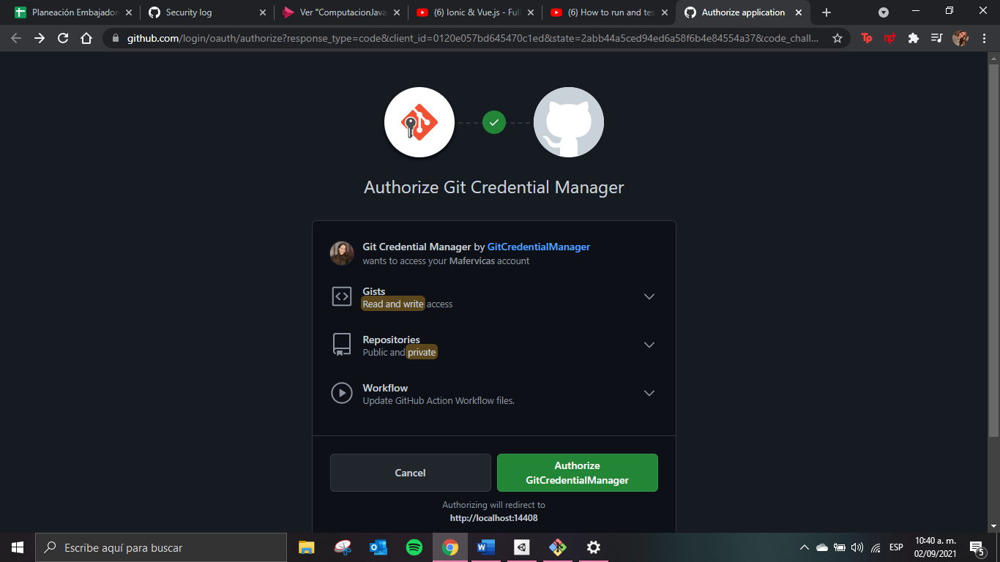 Planeación Embajador
Security log
Ver "ComputacionJava
(6) Ionic & Vue.js - Full
(6) How to run and tes
Authorize application
github.com/login/oauth/authorize?response_type=code&client_id=0120e057bd645470c1ed&state=2abb44a5ced94ed6a58f6b4e84554a37&code_chall...
Authorize Git Credential Manager
Git Credential Manager by GitCredentialManager
wants to access your Mafervicas account
Gists
Read and write access
Repositories
Public and private
Workflow
Update GitHub Action Workflow files.
Cancel
Authorize
GitCredentialManager
Authorizing will redirect to
http://localhost:14408
Escribe aquí para buscar
ESP
10:40 a. m.
02/09/2021
5